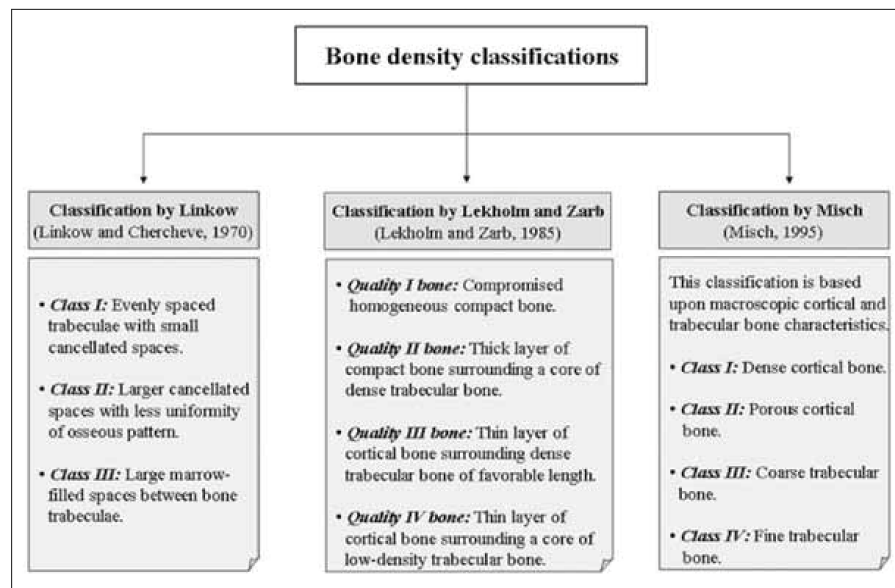 Bone density classifications
Classification by Linkow
(Linkow and Chercheve, 1970)
• Class I: Evenly spaced
trabeculae with small
cancellated spaces.
• Class II: Larger cancellated
spaces with less uniformity
of osseous pattern.
• Class III: Large marrow-
filled spaces between bone
trabeculae.
Classification by Lekholm and Zarb
(Lekholm and Zarb, 1985)
• Quality I bone: Compromised
homogeneous compact bone.
• Quality II bone: Thick layer of
compact bone surrounding a core of
dense trabecular bone.
• Quality III bone: Thin layer of
cortical bone surrounding dense
trabecular bone of favorable length.
• Quality IV bone: Thin layer of
cortical bone surrounding a core of
low-density trabecular bone.
Classification by Misch
(Misch, 1995)
This classification is based
upon macroscopic cortical and
trabecular bone characteristics.
• Class I: Dense cortical bone.
• Class II: Porous cortical
bone.
• Class III: Coarse trabecular
bone.
• Class IV: Fine trabecular
bone.